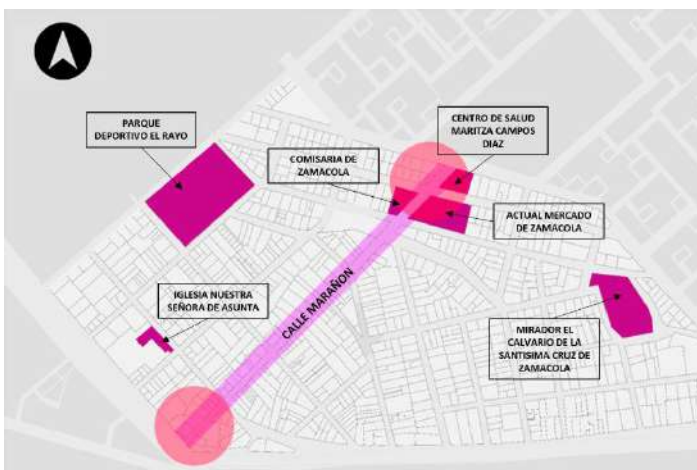 PARQUE
DEPORTIVO EL RAYO
CENTRO DE SALUD
MARITZA CAMPOS
DIAZ
COMISARIA DE
ZAMACOLA
ACTUAL MERCADO
DE ZAMACOLA
CALLE MARAÑON
IGLESIA NUESTRA
SEÑORA DE ASUNTA
MIRADOR EL
CALVARIO DE LA
SANTISIMA CRUZ DE
ZAMACOLA